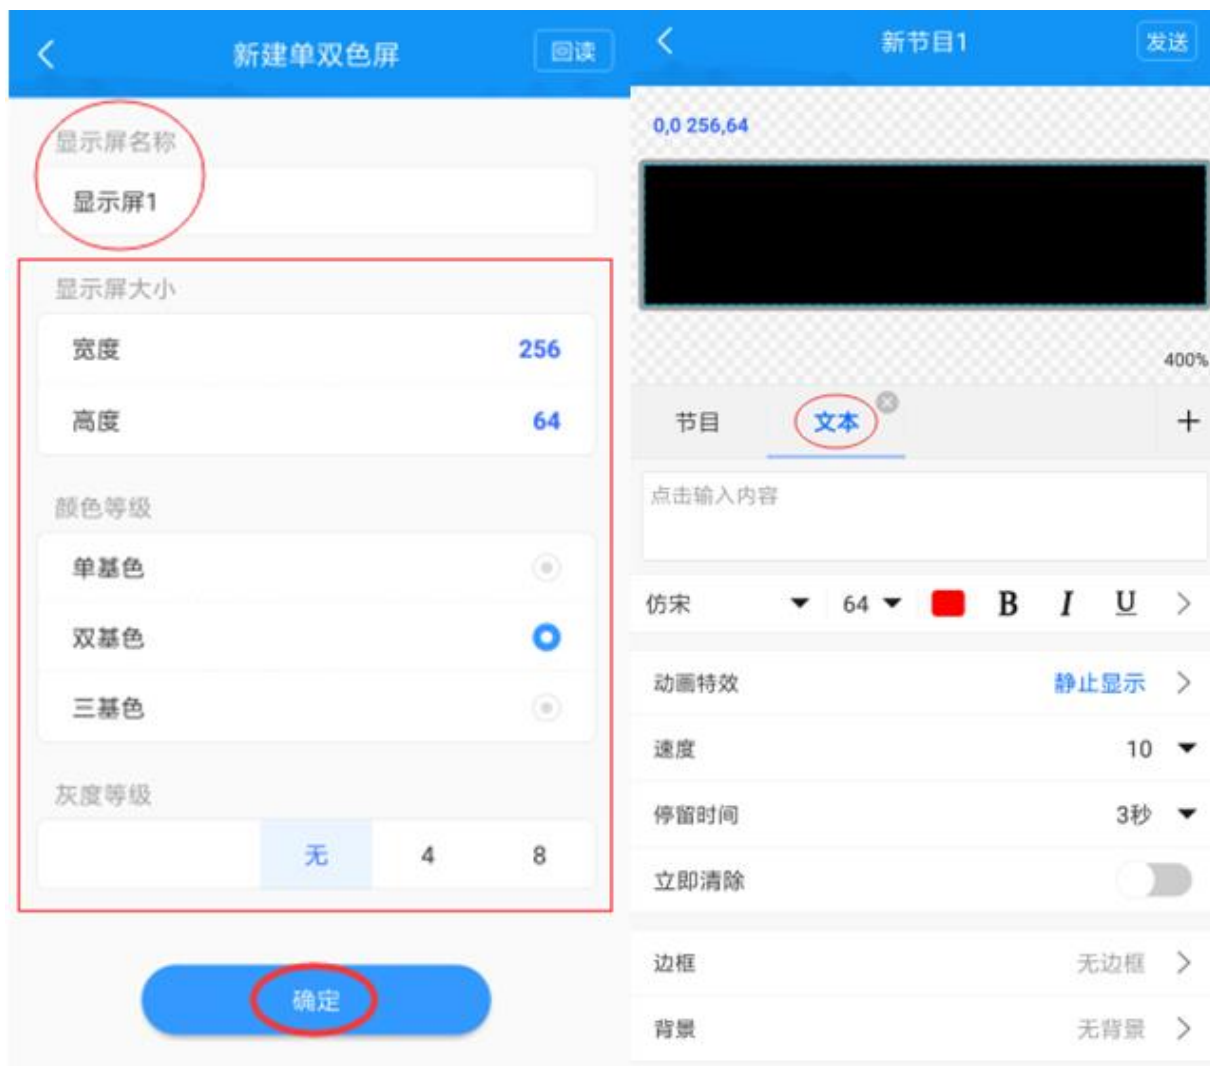 新建单双色屏
回读
显示屏名称
显示屏1
显示屏大小
宽度 256
高度 64
颜色等级
单基色
双基色
三基色
灰度等级
无 4 8
确定
新节目1
发送
0,0 256,64
400%
节目 文本
点击输入内容
仿宋 64 B I U
动画特效 静止显示
速度 10
停留时间 3秒
立即清除
边框 无边框
背景 无背景